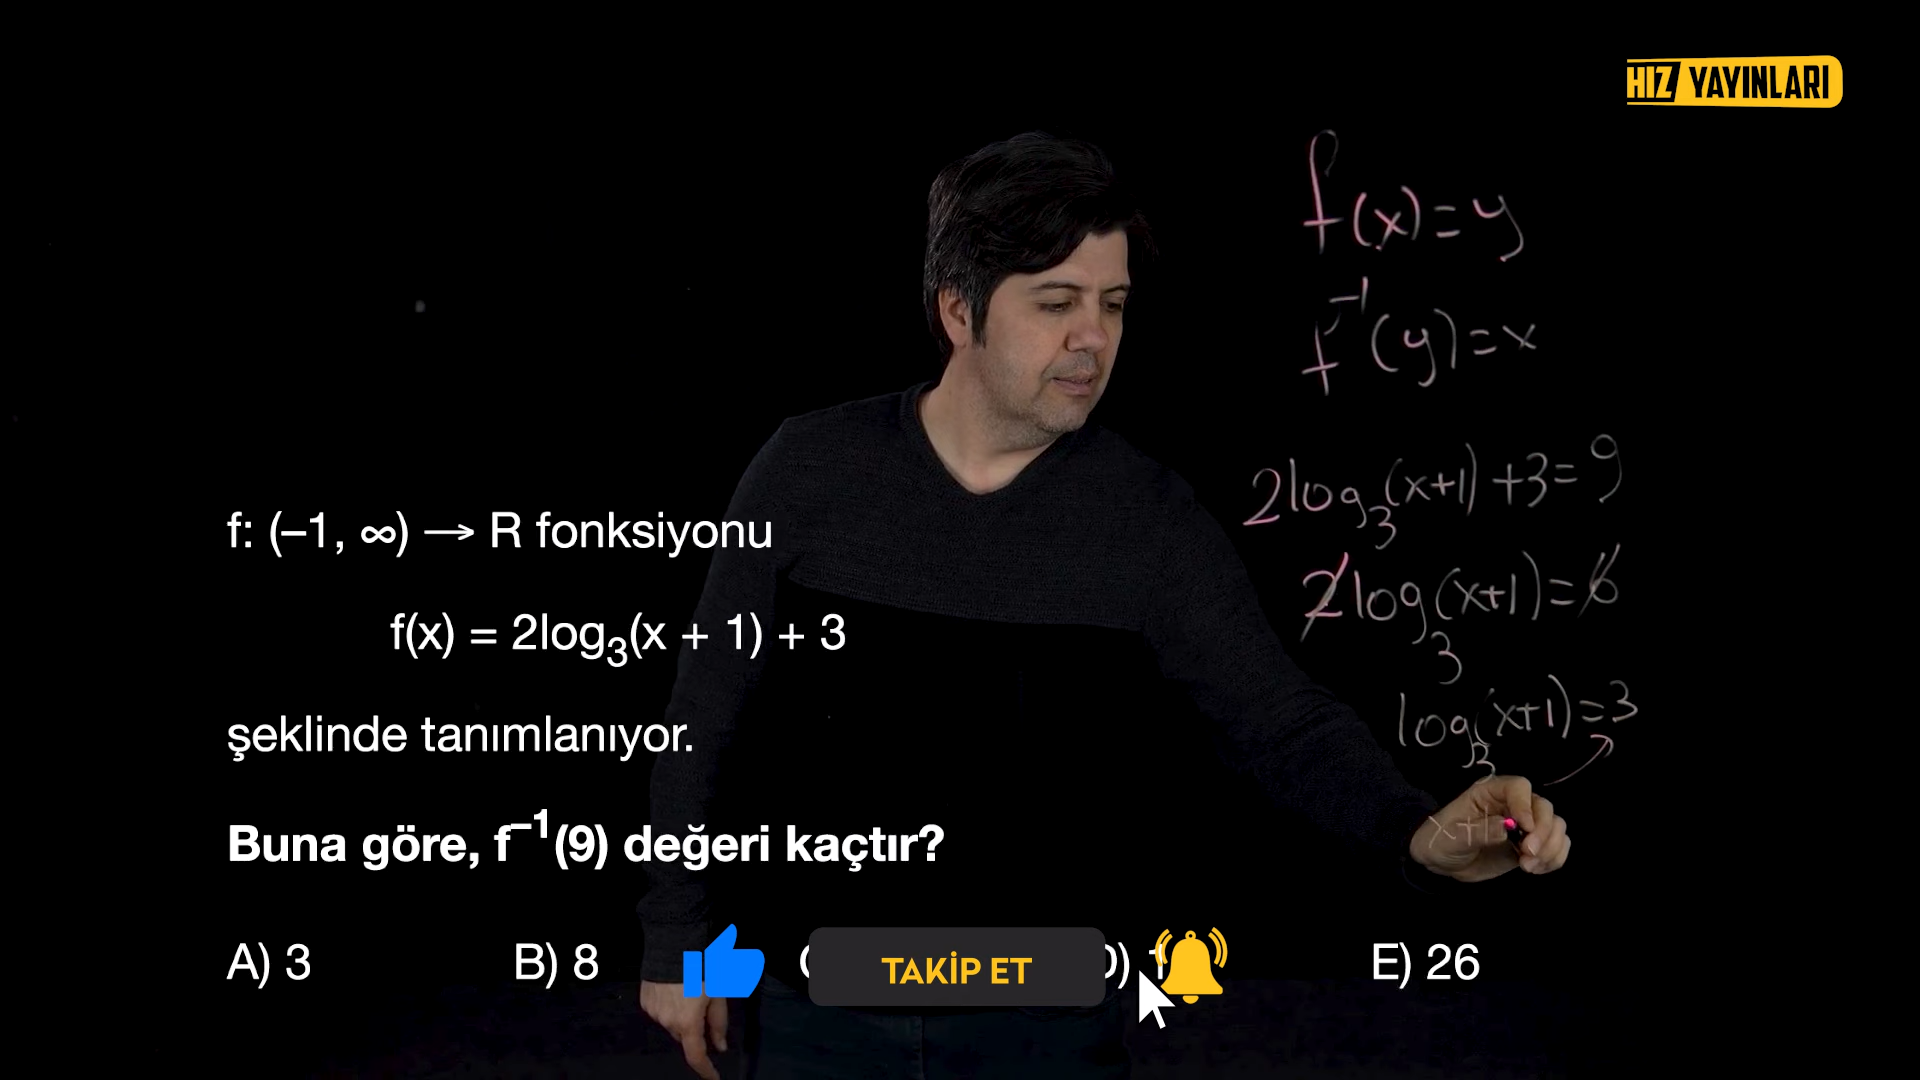 HIZ YAYINLARI
f(x)=y
f⁻¹(y)=x
2log₃(x+1)+3=9
2log₃(x+1)=6
log₃(x+1)=3
x+1
f: (–1, ∞) → R fonksiyonu
f(x) = 2log₃(x + 1) + 3
şeklinde tanımlanıyor.
Buna göre, f⁻¹(9) değeri kaçtır?
A) 3 B) 8 D) E) 26
TAKİP ET